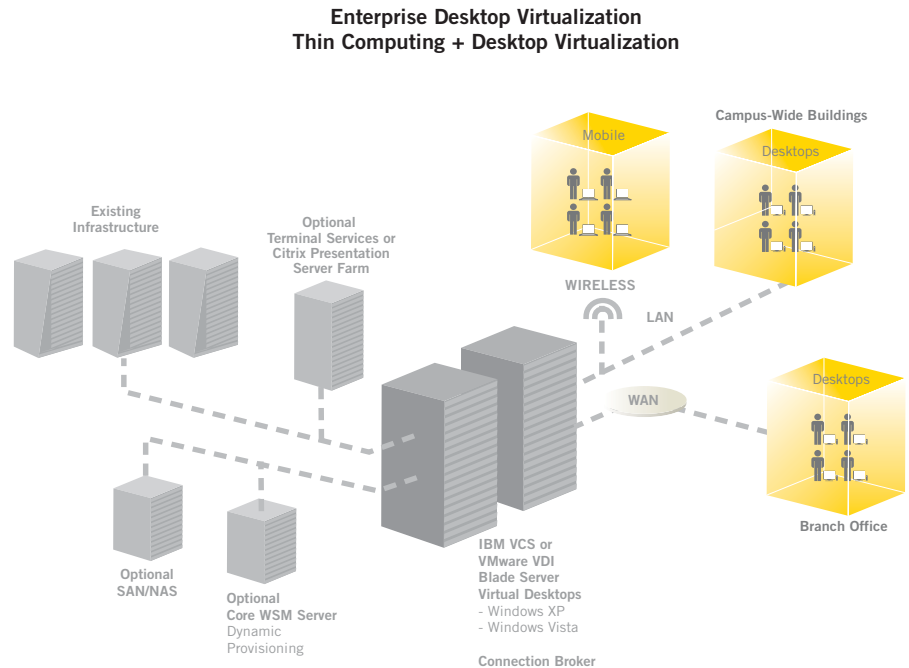 Enterprise Desktop Virtualization
Thin Computing + Desktop Virtualization
Mobile
Campus-Wide Buildings
Desktops
Existing
Infrastructure
Optional
Terminal Services or
Citrix Presentation
Server Farm
WIRELESS
LAN
WAN
Desktops
Branch Office
Optional
SAN/NAS
Optional
Core WSM Server
Dynamic
Provisioning
IBM VCS or
VMware VDI
Blade Server
Virtual Desktops
- Windows XP
- Windows Vista
Connection Broker